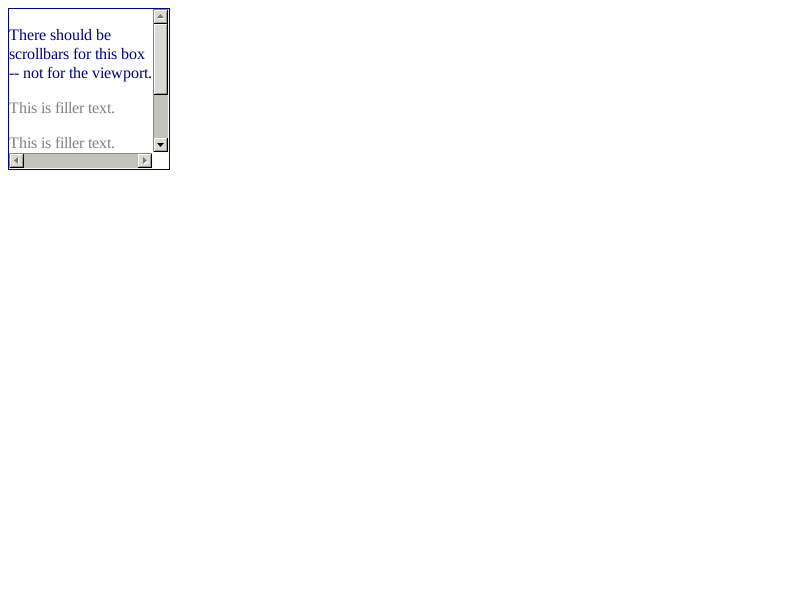 There should be
scrollbars for this box
-- not for the viewport.
This is filler text.
This is filler text.